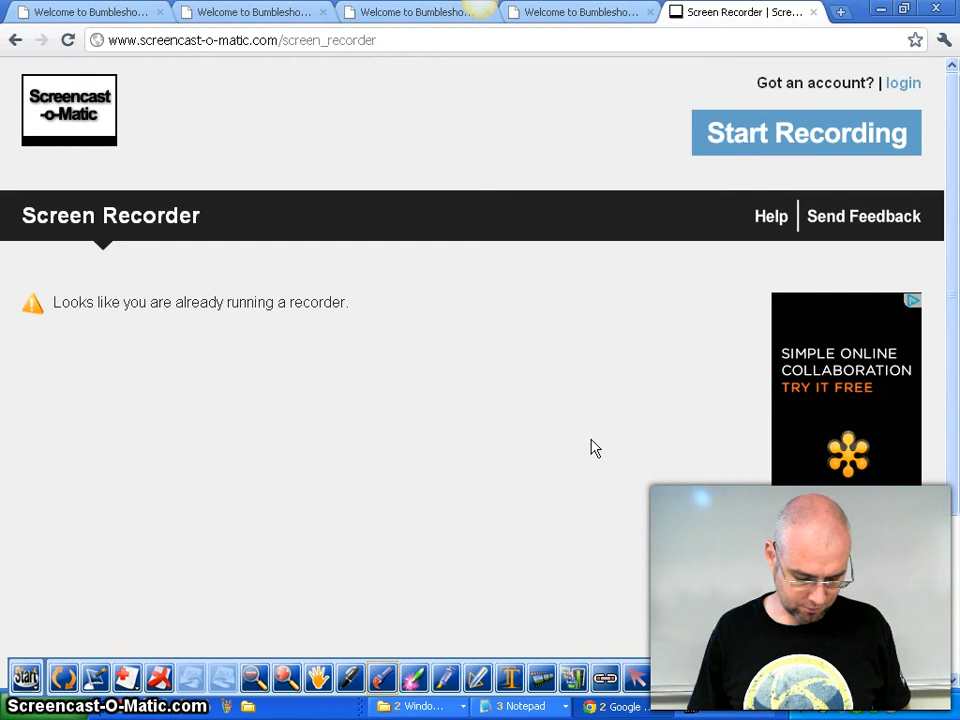 Welcome to Bumblesho...
Welcome to Bumblesho...
Welcome to Bumblesho...
Welcome to Bumblesho...
Screen Recorder | Scre...
www.screencast-o-matic.com/screen_recorder
Screencast
-o-Matic
Got an account? | login
Start Recording
Screen Recorder
Help
Send Feedback
Looks like you are already running a recorder.
SIMPLE ONLINE
COLLABORATION
TRY IT FREE
Start
Screencast-O-Matic.com
2 Windo...
3 Notepad
2 Google ...